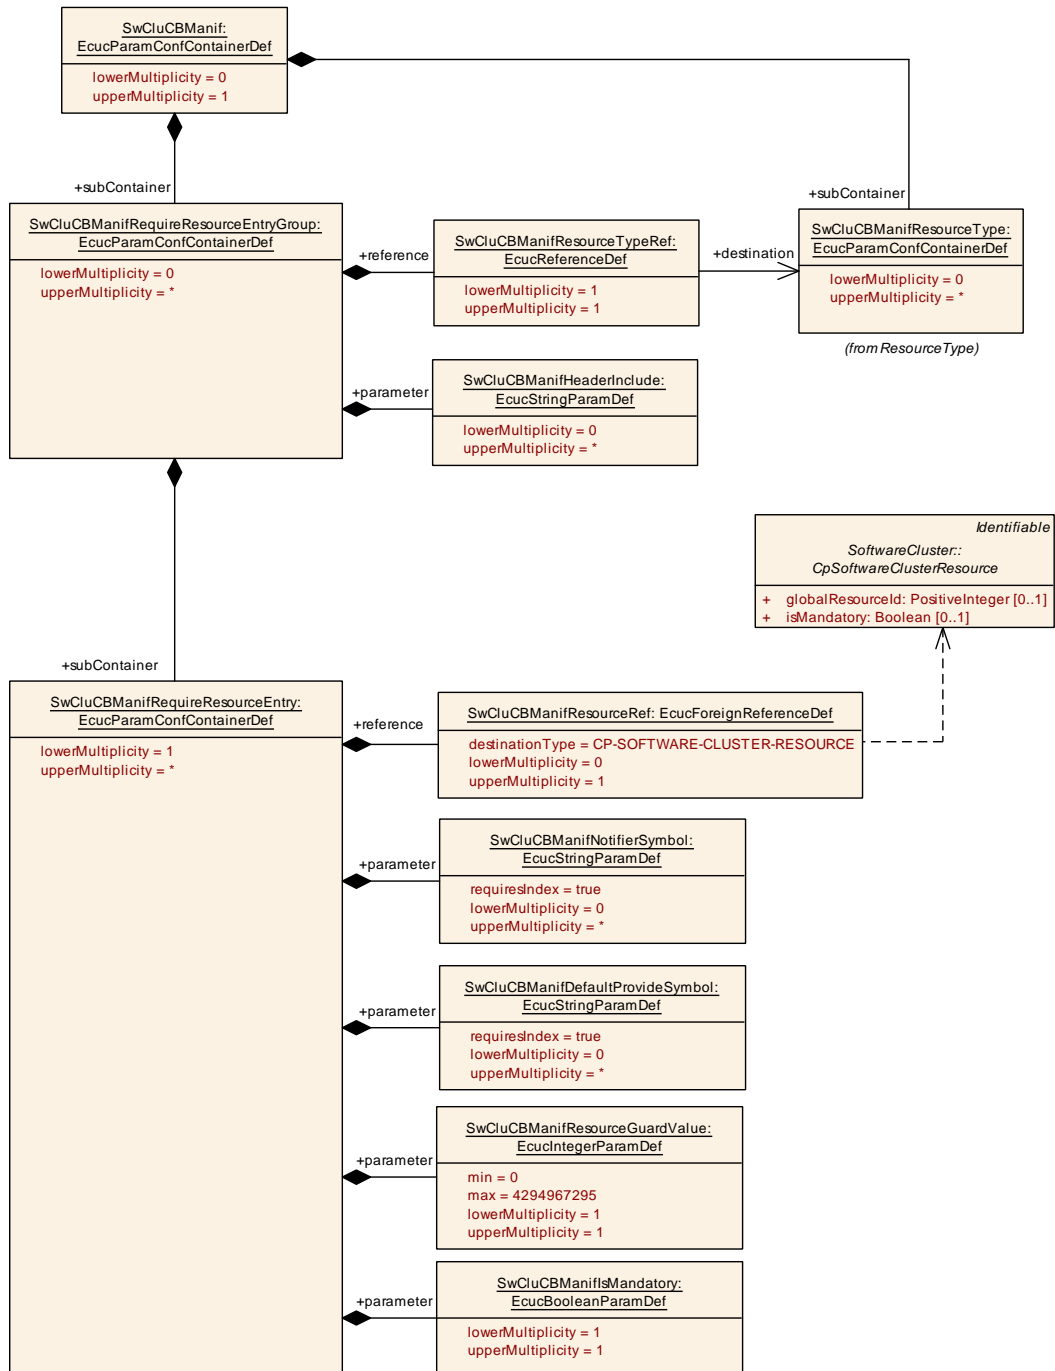 SwCluCBManif:
EcucParamConfContainerDef
lowerMultiplicity = 0
upperMultiplicity = 1
+subContainer
+subContainer
SwCluCBManifRequireResourceEntryGroup:
EcucParamConfContainerDef
lowerMultiplicity = 0
upperMultiplicity = *
+reference
SwCluCBManifResourceTypeRef:
EcucReferenceDef
lowerMultiplicity = 1
upperMultiplicity = 1
+destination
SwCluCBManifResourceType:
EcucParamConfContainerDef
lowerMultiplicity = 0
upperMultiplicity = *
(from ResourceType)
+parameter
SwCluCBManifHeaderInclude:
EcucStringParamDef
lowerMultiplicity = 0
upperMultiplicity = *
Identifiable
SoftwareCluster::
CpSoftwareClusterResource
+ globalResourceId: PositiveInteger [0..1]
+ isMandatory: Boolean [0..1]
+subContainer
SwCluCBManifRequireResourceEntry:
EcucParamConfContainerDef
lowerMultiplicity = 1
upperMultiplicity = *
+reference
SwCluCBManifResourceRef: EcucForeignReferenceDef
destinationType = CP-SOFTWARE-CLUSTER-RESOURCE
lowerMultiplicity = 0
upperMultiplicity = 1
+parameter
SwCluCBManifNotifierSymbol:
EcucStringParamDef
requiresIndex = true
lowerMultiplicity = 0
upperMultiplicity = *
+parameter
SwCluCBManifDefaultProvideSymbol:
EcucStringParamDef
requiresIndex = true
lowerMultiplicity = 0
upperMultiplicity = *
+parameter
SwCluCBManifResourceGuardValue:
EcucIntegerParamDef
min = 0
max = 4294967295
lowerMultiplicity = 1
upperMultiplicity = 1
+parameter
SwCluCBManifIsMandatory:
EcucBooleanParamDef
lowerMultiplicity = 1
upperMultiplicity = 1